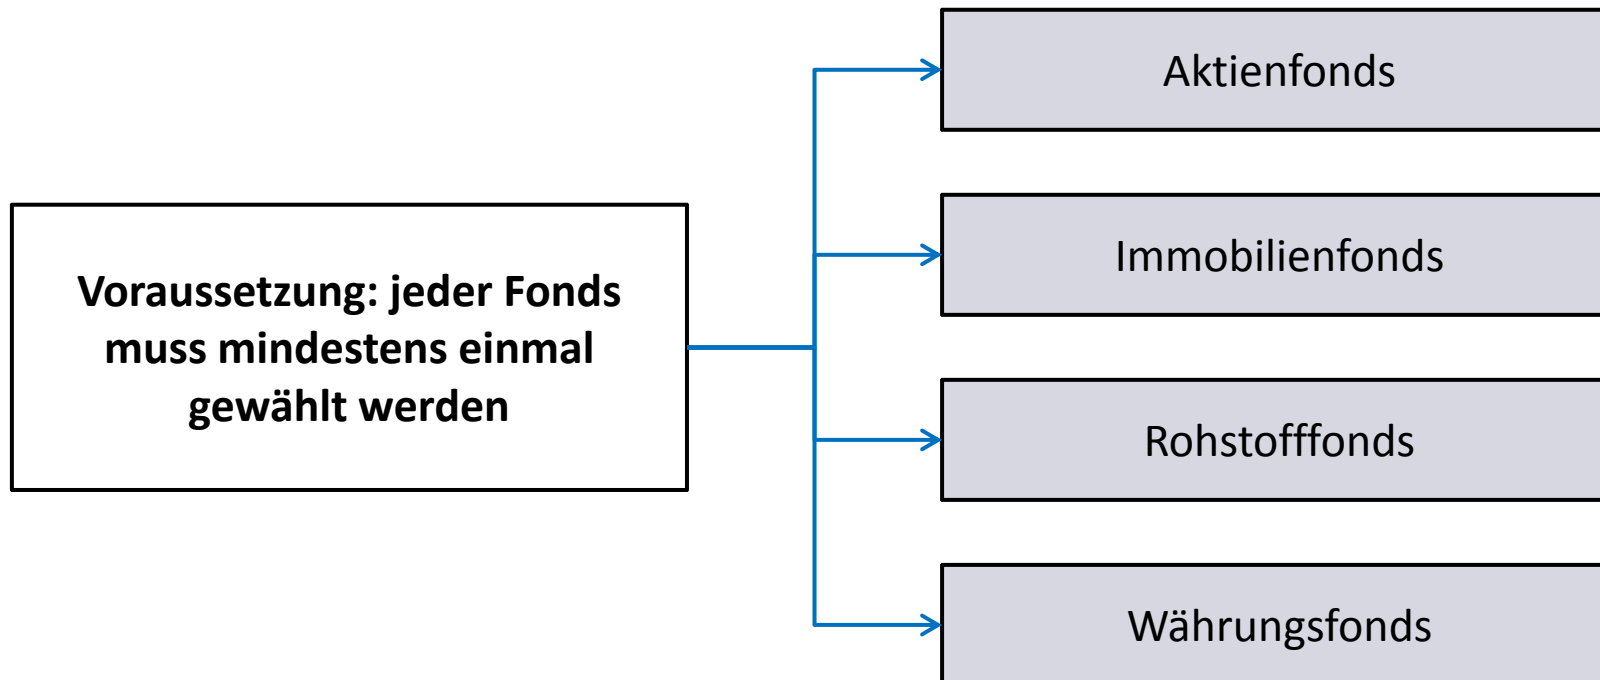 Voraussetzung: jeder Fonds
muss mindestens einmal
gewählt werden
Aktienfonds
Immobilienfonds
Rohstofffonds
Währungsfonds